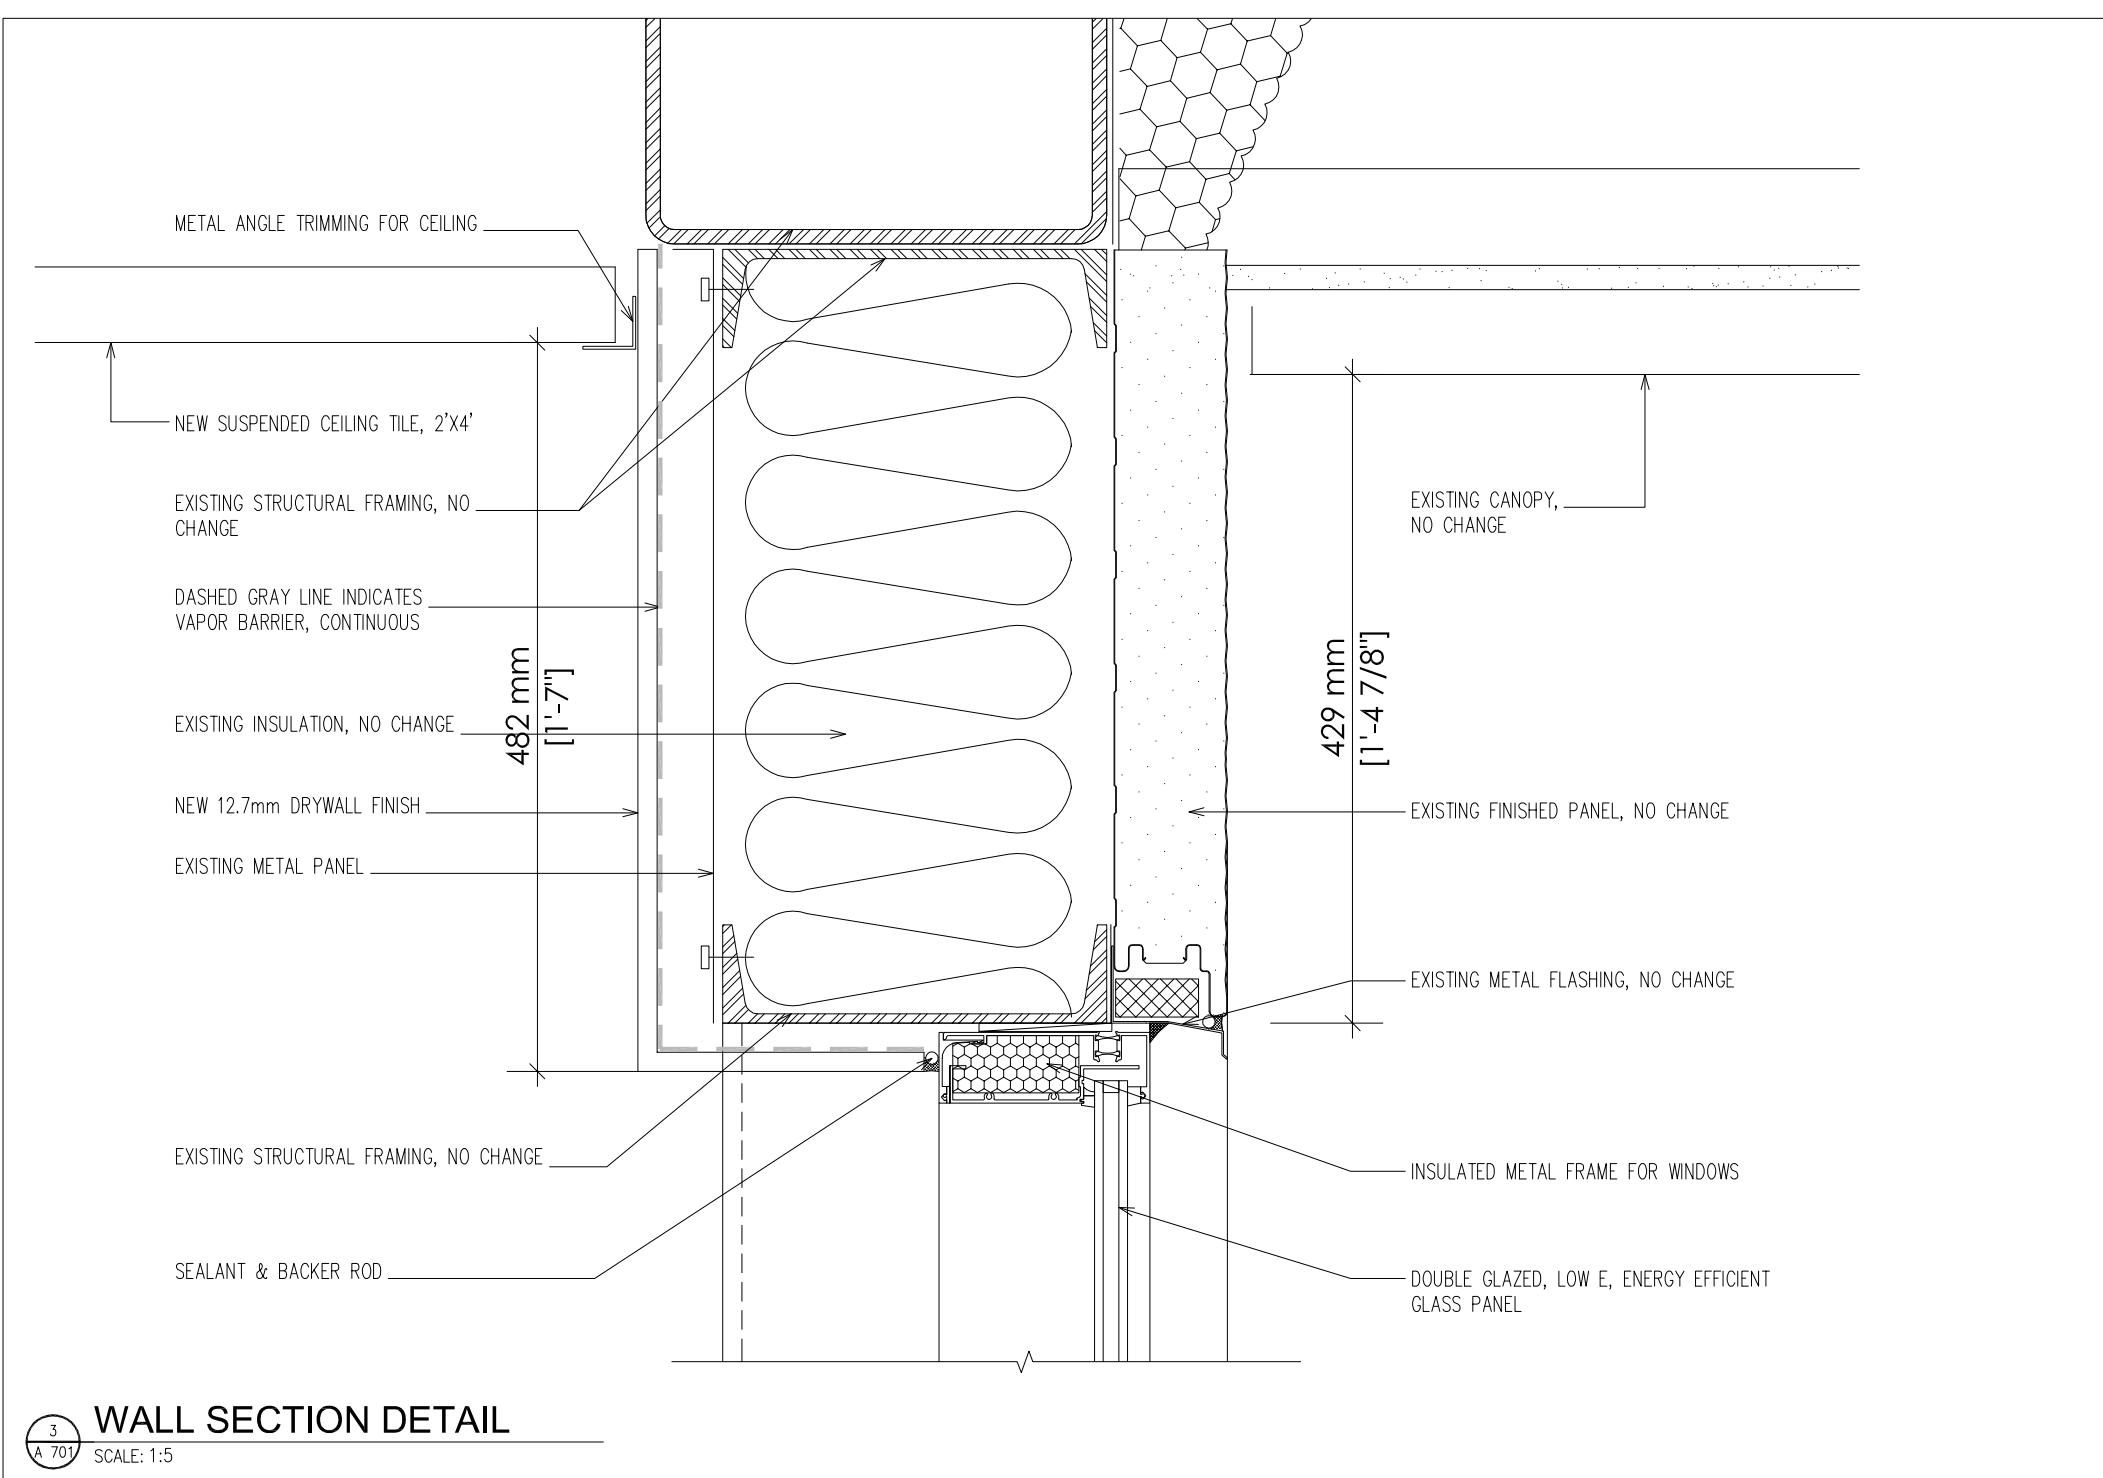 METAL ANGLE TRIMMING FOR CEILING
NEW SUSPENDED CEILING TILE, 2'X4'
EXISTING STRUCTURAL FRAMING, NO
CHANGE
DASHED GRAY LINE INDICATES
VAPOR BARRIER, CONTINUOUS
482 mm
[1'-7"]
EXISTING INSULATION, NO CHANGE
NEW 12.7mm DRYWALL FINISH
EXISTING METAL PANEL
EXISTING STRUCTURAL FRAMING, NO CHANGE
SEALANT & BACKER ROD
EXISTING CANOPY,
NO CHANGE
429 mm
[1'-4 7/8"]
EXISTING FINISHED PANEL, NO CHANGE
EXISTING METAL FLASHING, NO CHANGE
INSULATED METAL FRAME FOR WINDOWS
DOUBLE GLAZED, LOW E, ENERGY EFFICIENT
GLASS PANEL
3
A 701
WALL SECTION DETAIL
SCALE: 1:5